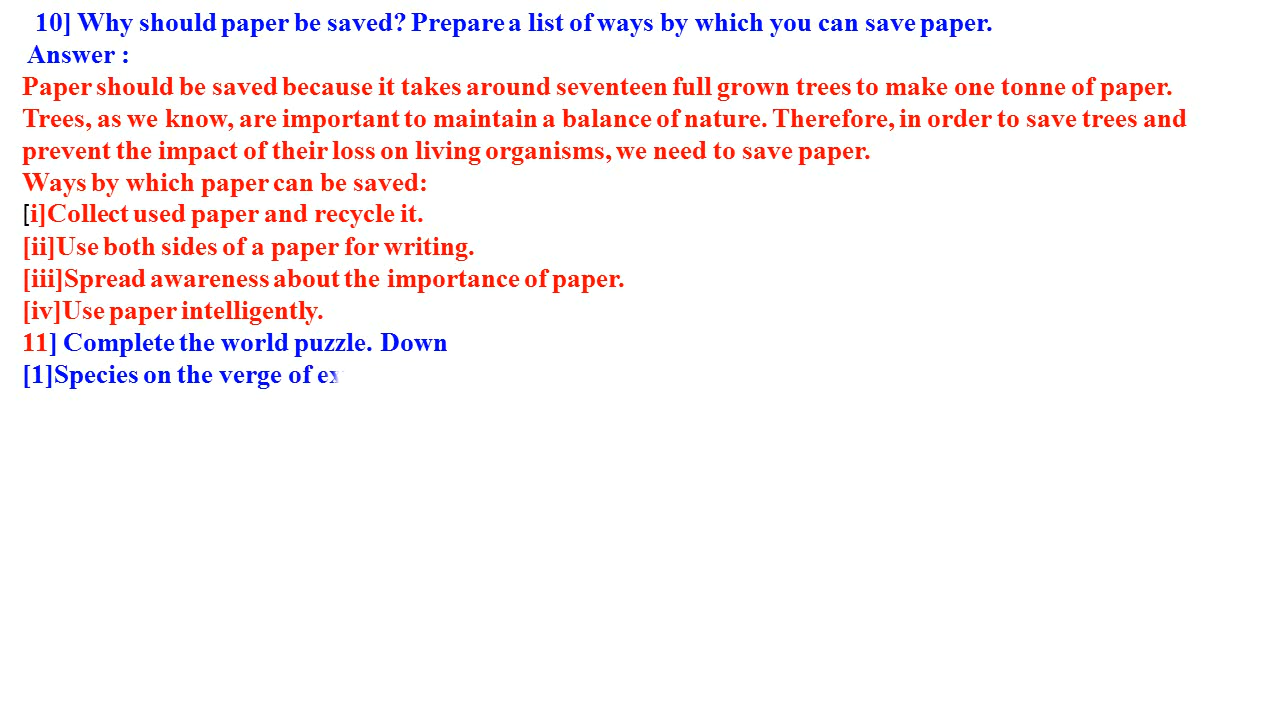 10] Why should paper be saved? Prepare a list of ways by which you can save paper.
Answer :
Paper should be saved because it takes around seventeen full grown trees to make one tonne of paper.
Trees, as we know, are important to maintain a balance of nature. Therefore, in order to save trees and
prevent the impact of their loss on living organisms, we need to save paper.
Ways by which paper can be saved:
[i]Collect used paper and recycle it.
[ii]Use both sides of a paper for writing.
[iii]Spread awareness about the importance of paper.
[iv]Use paper intelligently.
11] Complete the world puzzle. Down
[1]Species on the verge of